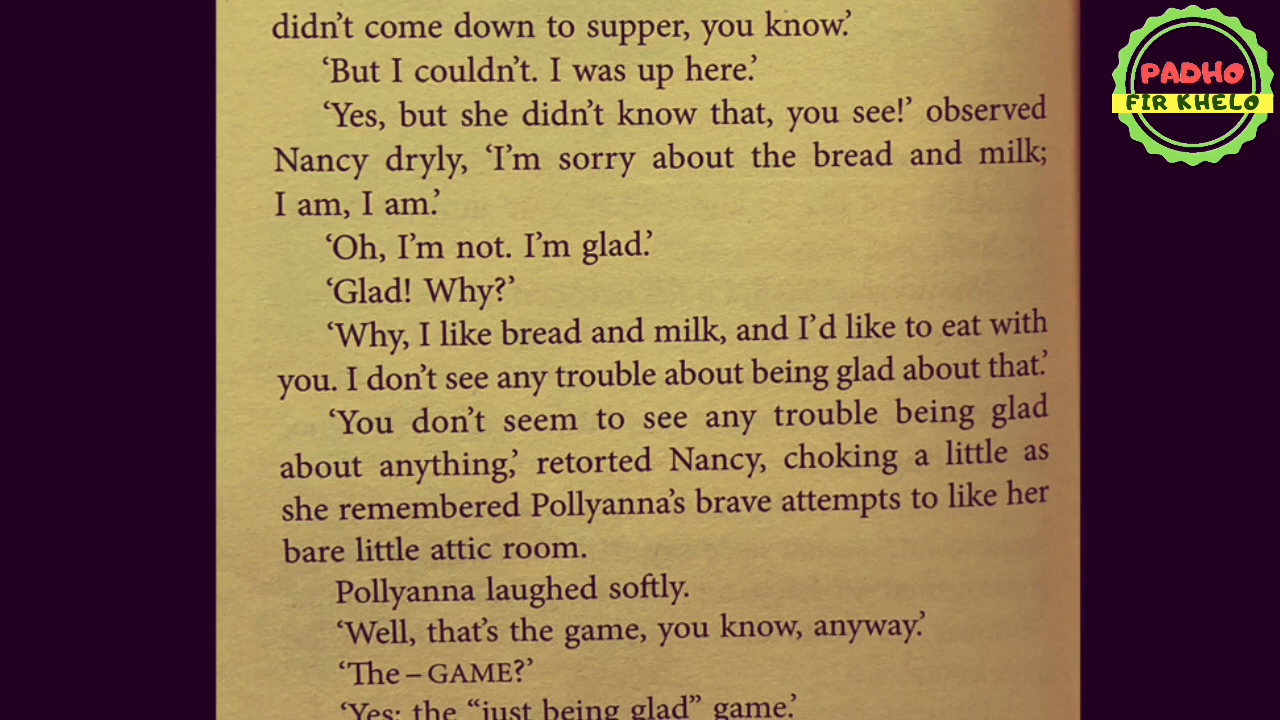 didn’t come down to supper, you know.’
‘But I couldn’t. I was up here.’
‘Yes, but she didn’t know that, you see!’ observed
Nancy dryly, ‘I’m sorry about the bread and milk;
I am, I am.’
‘Oh, I’m not. I’m glad.’
‘Glad! Why?’
‘Why, I like bread and milk, and I’d like to eat with
you. I don’t see any trouble about being glad about that.’
‘You don’t seem to see any trouble being glad
about anything,’ retorted Nancy, choking a little as
she remembered Pollyanna’s brave attempts to like her
bare little attic room.
Pollyanna laughed softly.
‘Well, that’s the game, you know, anyway.’
‘The – GAME?’
‘Yes; the “just being glad” game.’
PADHO
FIR KHELO